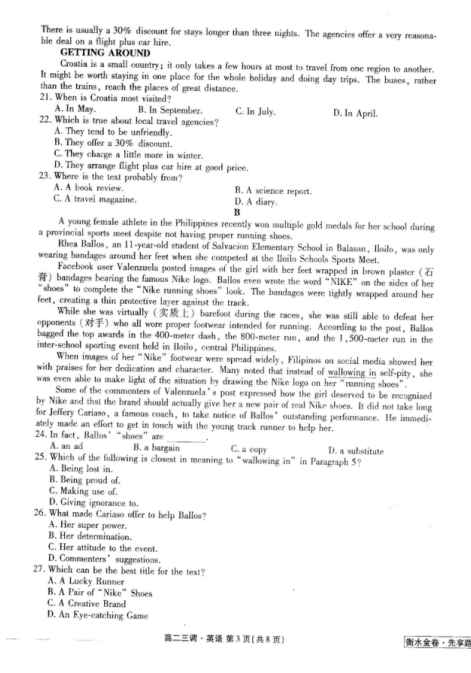 There is usually a 30% discount for stays longer than three nights. The agencies offer a very reasona-
ble deal on a flight plus car hire.
GETTING AROUND
Croatia is a small country; it only takes a few hours at most to travel from one region to another.
It might be worth staying in one place for the whole holiday and doing day trips. The buses, rather
than the trains, reach the places of great distance.
21. When is Croatia most visited?
A. In May. B. In September. C. In July. D. In April.
22. Which is true about local travel agencies?
A. They tend to be unfriendly.
B. They offer a 30% discount.
C. They charge a little more in winter.
D. They arrange flight plus car hire at good price.
23. Where is the text probably from?
A. A book review. B. A science report.
C. A travel magazine. D. A diary.
B
A young female athlete in the Philippines recently won multiple gold medals for her school during
a provincial sports meet despite not having proper running shoes.
Rhea Ballos, an 11-year-old student of Salvacion Elementary School in Balasan, Iloilo, was only
wearing bandages around her feet when she competed at the Iloilo Schools Sports Meet.
Facebook user Valenzuela posted images of the girl with her feet wrapped in brown plaster (石
膏) bandages bearing the famous Nike logo. Ballos even wrote the word "NIKE" on the sides of her
"shoes" to complete the "Nike running shoes" look. The bandages were tightly wrapped around her
feet, creating a thin protective layer against the track.
While she was virtually (实质上) barefoot during the races, she was still able to defeat her
opponents (对手) who all wore proper footwear intended for running. According to the post, Ballos
bagged the top awards in the 400-meter dash, the 800-meter run, and the 1,500-meter run in the
inter-school sporting event held in Iloilo, central Philippines.
When images of her "Nike" footwear were spread widely, Filipinos on social media showed her
with praises for her dedication and character. Many noted that instead of wallowing in self-pity, she
was even able to make light of the situation by drawing the Nike logo on her "running shoes".
Some of the commenters of Valenzuela's post expressed how the girl deserved to be recognized
by Nike and that the brand should actually give her a new pair of real Nike shoes. It did not take long
for Jeffery Cariaso, a famous coach, to take notice of Ballos' outstanding performance. He immedi-
ately made an effort to get in touch with the young track runner to help her.
24. In fact, Ballos' "shoes" are ______.
A. an ad B. a bargain C. a copy D. a substitute
25. Which of the following is closest in meaning to "wallowing in" in Paragraph 5?
A. Being lost in.
B. Being proud of.
C. Making use of.
D. Giving ignorance to.
26. What made Cariaso offer to help Ballos?
A. Her super power.
B. Her determination.
C. Her attitude to the event.
D. Commenters' suggestions.
27. Which can be the best title for the text?
A. A Lucky Runner
B. A Pair of "Nike" Shoes
C. A Creative Brand
D. An Eye-catching Game
高二三调·英语 第3页(共8页)
衡水金卷·先享题